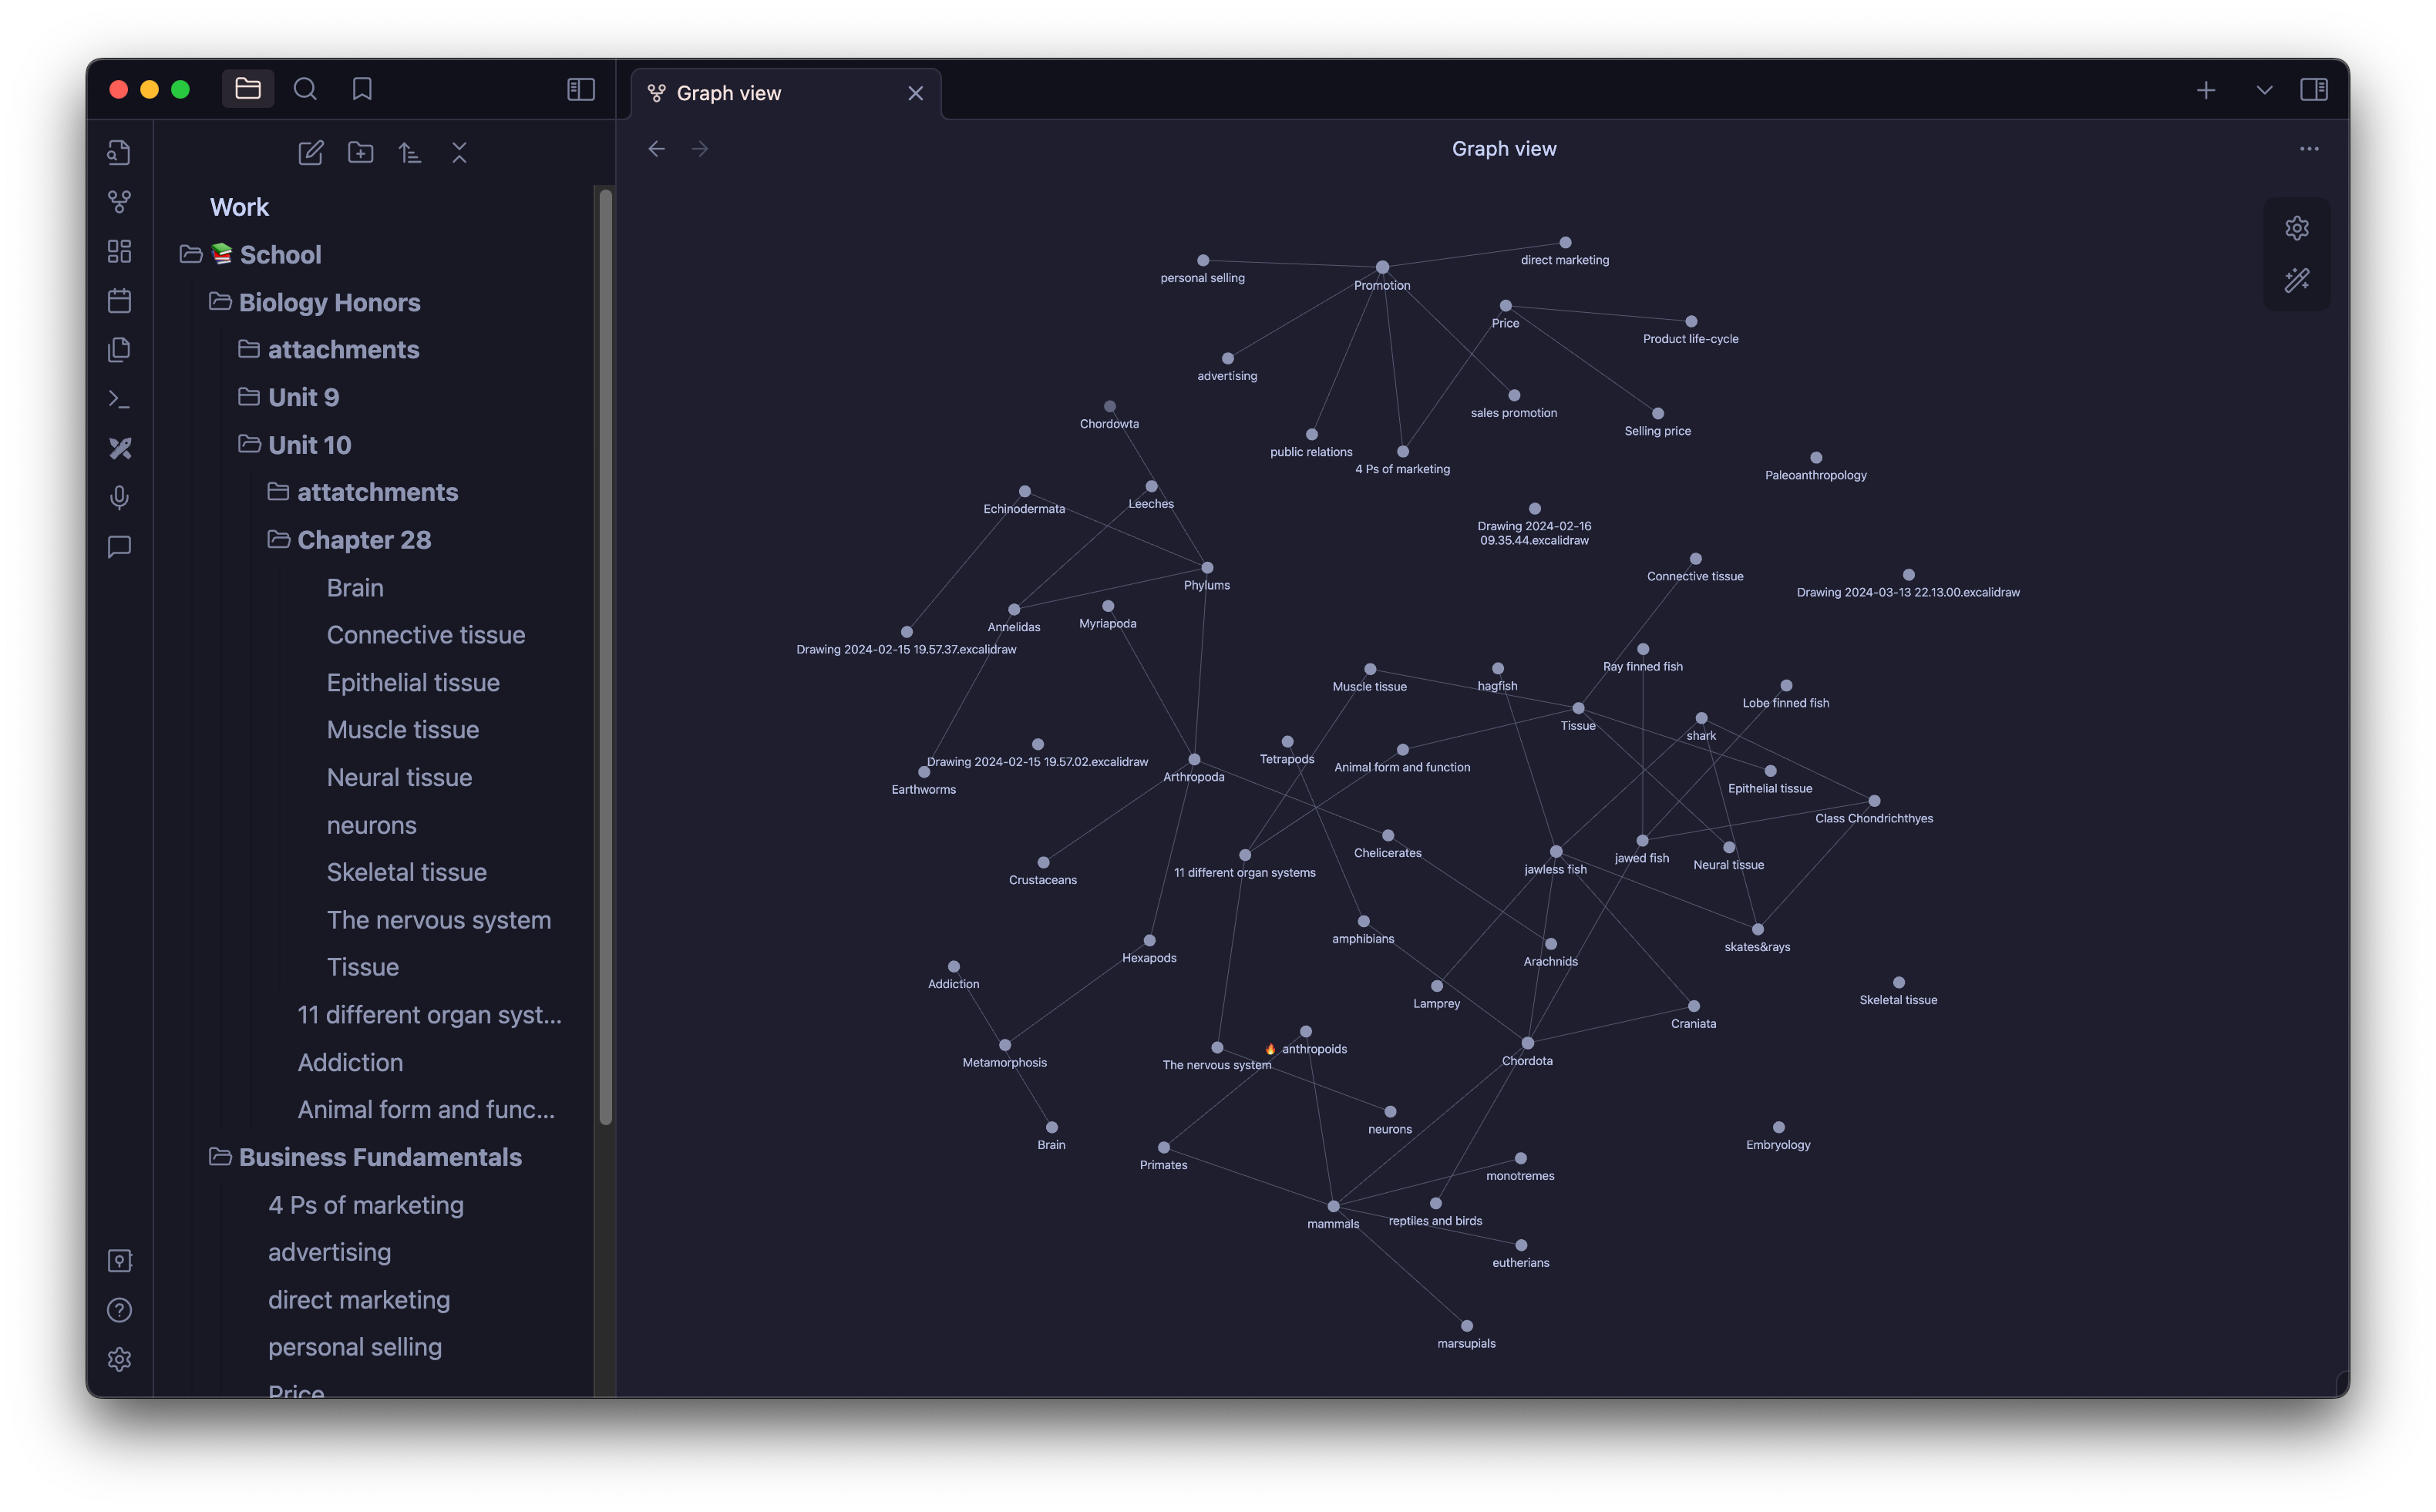 Graph view
Graph view
Work
📚 School
Biology Honors
attachments
Unit 9
Unit 10
attatchments
Chapter 28
Brain
Connective tissue
Epithelial tissue
Muscle tissue
Neural tissue
neurons
Skeletal tissue
The nervous system
Tissue
11 different organ syst...
Addiction
Animal form and func...
Business Fundamentals
4 Ps of marketing
advertising
direct marketing
personal selling
Price
direct marketing
personal selling
Promotion
Price
Product life-cycle
advertising
sales promotion
Chordowta
Selling price
public relations
4 Ps of marketing
Paleoanthropology
Leeches
Echinodermata
Drawing 2024-02-16
09.35.44.excalidraw
Connective tissue
Phylums
Drawing 2024-03-13 22.13.00.excalidraw
Myriapoda
Annelidas
Drawing 2024-02-15 19.57.37.excalidraw
Ray finned fish
Muscle tissue
hagfish
Lobe finned fish
Tissue
shark
Tetrapods
Drawing 2024-02-15 19.57.02.excalidraw
Animal form and function
Arthropoda
Earthworms
Epithelial tissue
Class Chondrichthyes
Chelicerates
jawed fish
Neural tissue
jawless fish
11 different organ systems
Crustaceans
amphibians
skates&rays
Hexapods
Arachnids
Addiction
Skeletal tissue
Lamprey
Craniata
🔥 anthropoids
Chordota
Metamorphosis
The nervous system
neurons
Brain
Embryology
Primates
monotremes
reptiles and birds
mammals
eutherians
marsupials